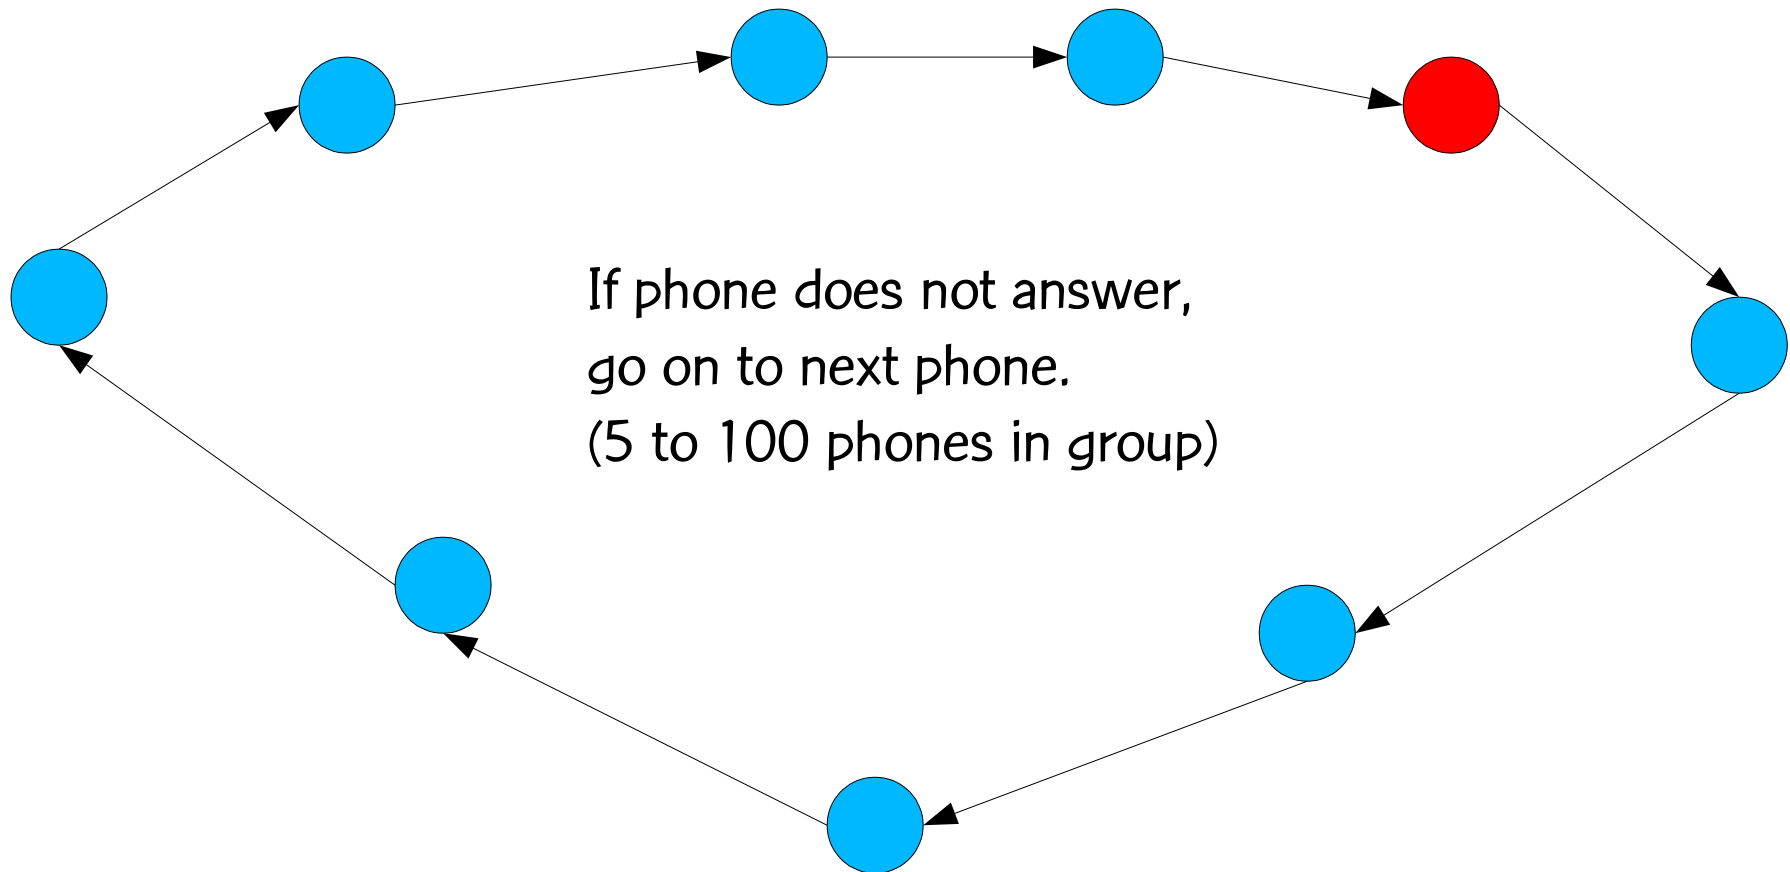 If phone does not answer,
go on to next phone.
(5 to 100 phones in group)